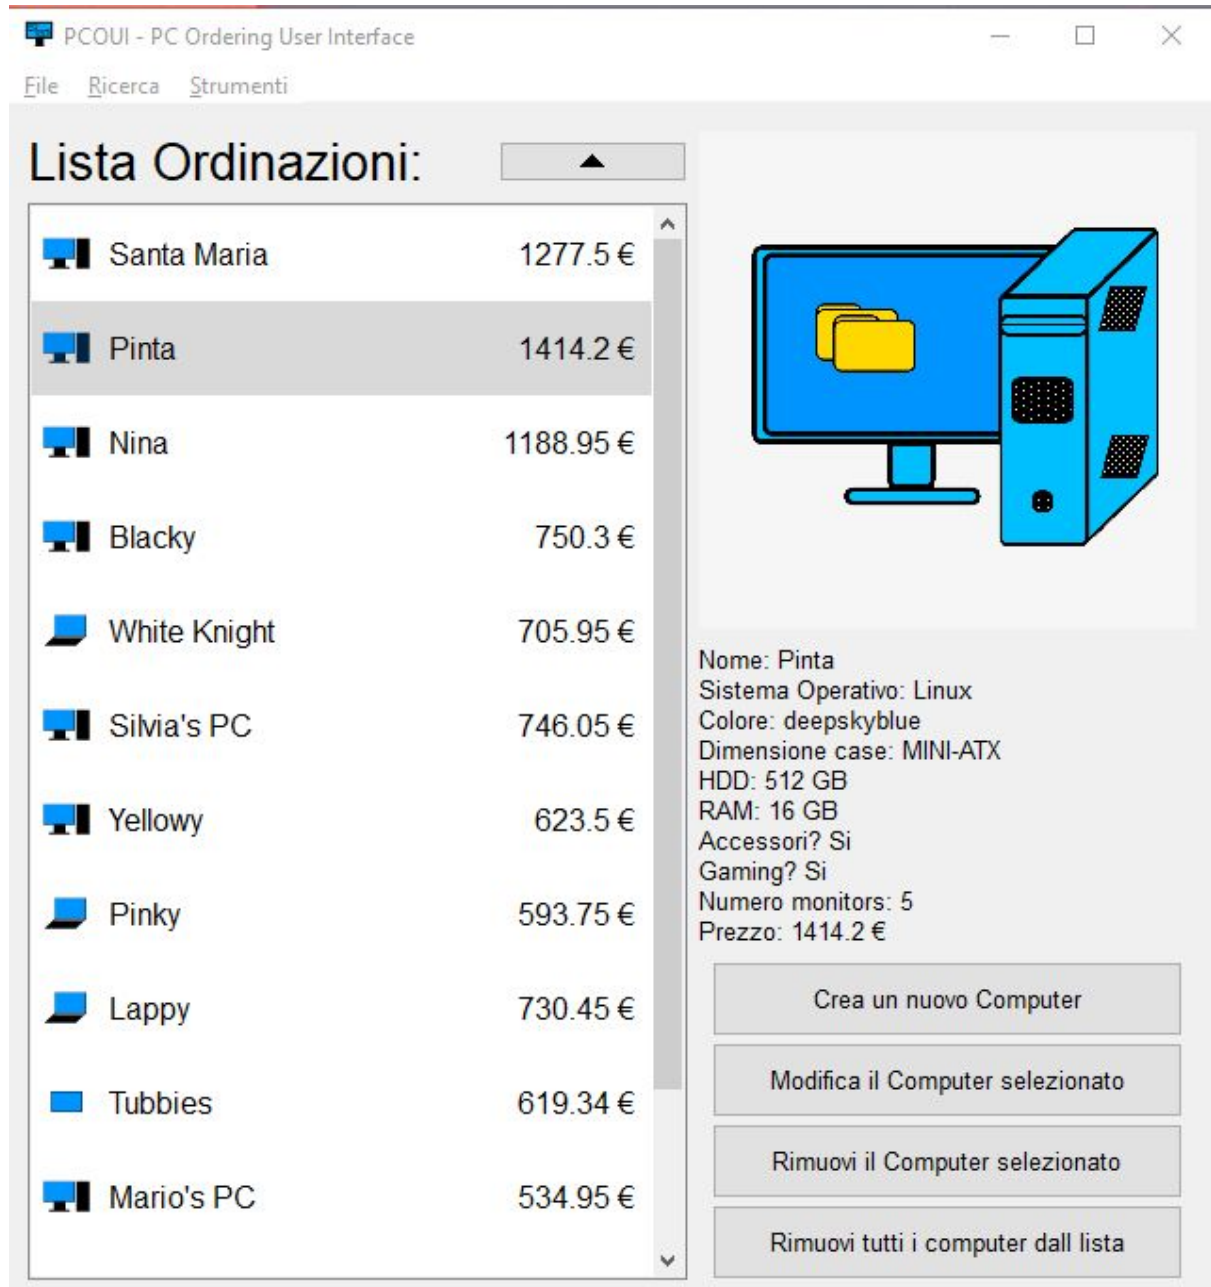 PCOUI - PC Ordering User Interface
File Ricerca Strumenti
Lista Ordinazioni:
Santa Maria 1277.5 €
Pinta 1414.2 €
Nina 1188.95 €
Blacky 750.3 €
White Knight 705.95 €
Silvia's PC 746.05 €
Yellowy 623.5 €
Pinky 593.75 €
Lappy 730.45 €
Tubbies 619.34 €
Mario's PC 534.95 €
Nome: Pinta
Sistema Operativo: Linux
Colore: deepskyblue
Dimensione case: MINI-ATX
HDD: 512 GB
RAM: 16 GB
Accessori? Si
Gaming? Si
Numero monitors: 5
Prezzo: 1414.2 €
Crea un nuovo Computer
Modifica il Computer selezionato
Rimuovi il Computer selezionato
Rimuovi tutti i computer dall lista